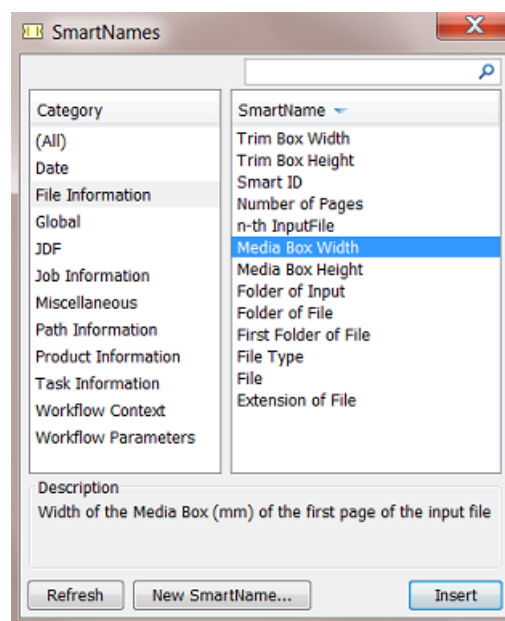 SmartNames
Category
(All)
Date
File Information
Global
JDF
Job Information
Miscellaneous
Path Information
Product Information
Task Information
Workflow Context
Workflow Parameters
SmartName
Trim Box Width
Trim Box Height
Smart ID
Number of Pages
n-th InputFile
Media Box Width
Media Box Height
Folder of Input
Folder of File
First Folder of File
File Type
File
Extension of File
Description
Width of the Media Box (mm) of the first page of the input file
Refresh
New SmartName...
Insert